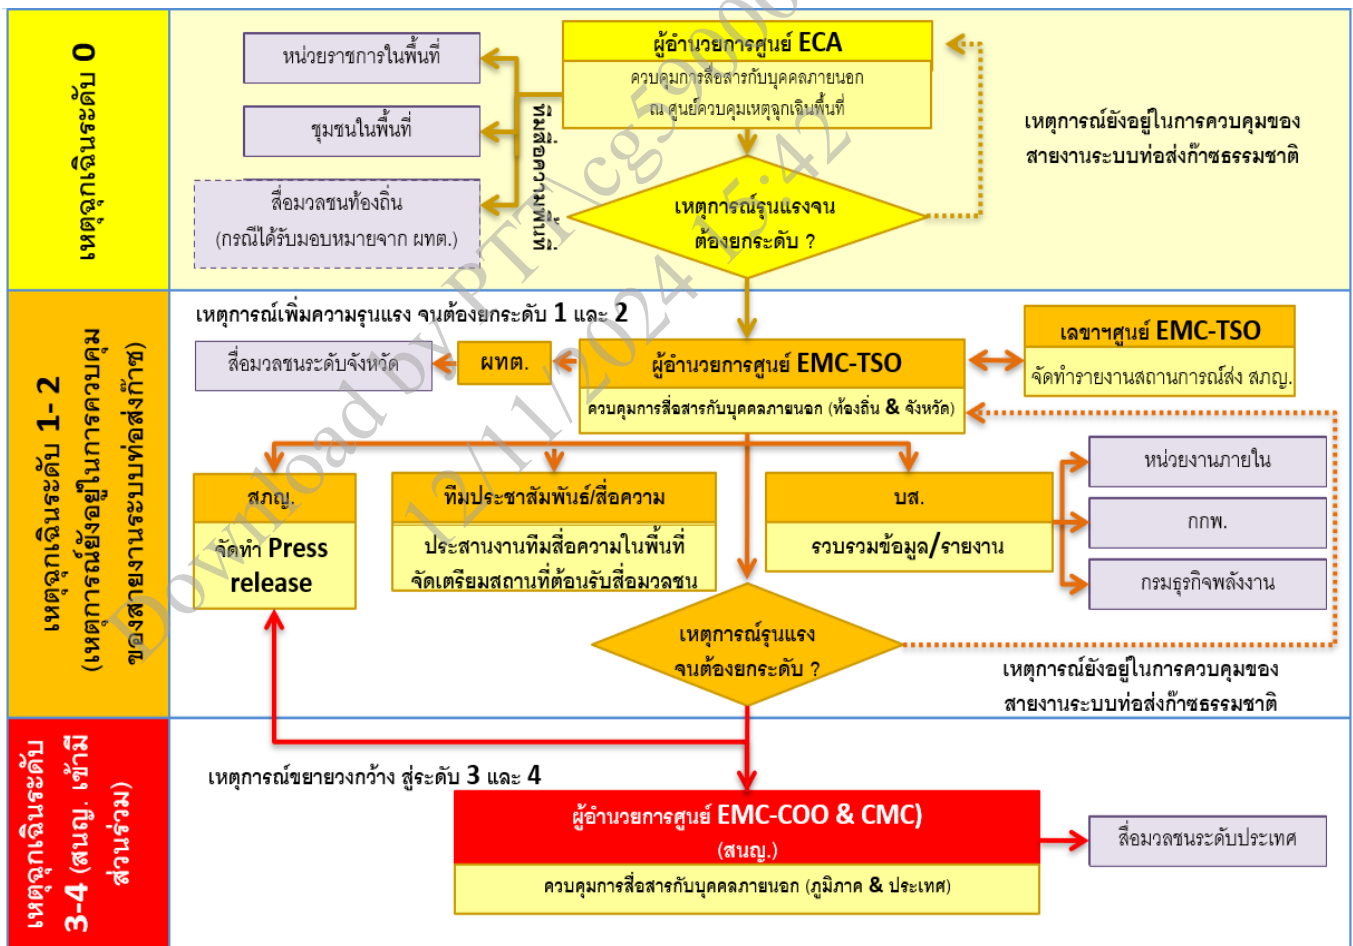 เหตุฉุกเฉินระดับ 0
หน่วยราชการในพื้นที่
ชุมชนในพื้นที่
สื่อมวลชนท้องถิ่น
(กรณีได้รับมอบหมายจาก ผทต.)
ทีมสื่อความพื้นที่
ผู้อำนวยการศูนย์ ECA
ควบคุมการสื่อสารกับบุคคลภายนอก
ณ ศูนย์ควบคุมเหตุฉุกเฉินพื้นที่
เหตุการณ์รุนแรงจน
ต้องยกระดับ ?
เหตุการณ์ยังอยู่ในการควบคุมของ
สายงานระบบท่อส่งก๊าซธรรมชาติ
เหตุฉุกเฉินระดับ 1- 2
(เหตุการณ์ยังอยู่ในการควบคุม
ของสายงานระบบท่อส่งก๊าซ)
เหตุการณ์เพิ่มความรุนแรง จนต้องยกระดับ 1 และ 2
สื่อมวลชนระดับจังหวัด
ผทต.
ผู้อำนวยการศูนย์ EMC-TSO
ควบคุมการสื่อสารกับบุคคลภายนอก (ท้องถิ่น & จังหวัด)
เลขาฯศูนย์ EMC-TSO
จัดทำรายงานสถานการณ์ส่ง สภญ.
สภญ.
จัดทำ Press
release
ทีมประชาสัมพันธ์/สื่อความ
ประสานงานทีมสื่อความในพื้นที่
จัดเตรียมสถานที่ต้อนรับสื่อมวลชน
บส.
รวบรวมข้อมูล/รายงาน
หน่วยงานภายใน
กกพ.
กรมธุรกิจพลังงาน
เหตุการณ์รุนแรง
จนต้องยกระดับ ?
เหตุการณ์ยังอยู่ในการควบคุมของ
สายงานระบบท่อส่งก๊าซธรรมชาติ
เหตุฉุกเฉินระดับ
3-4 (สนญ. เข้ามี
ส่วนร่วม)
เหตุการณ์ขยายวงกว้าง สู่ระดับ 3 และ 4
ผู้อำนวยการศูนย์ EMC-COO & CMC)
(สนญ.)
ควบคุมการสื่อสารกับบุคคลภายนอก (ภูมิภาค & ประเทศ)
สื่อมวลชนระดับประเทศ
Download by PTT\cg5900
12/11/2024 15:42